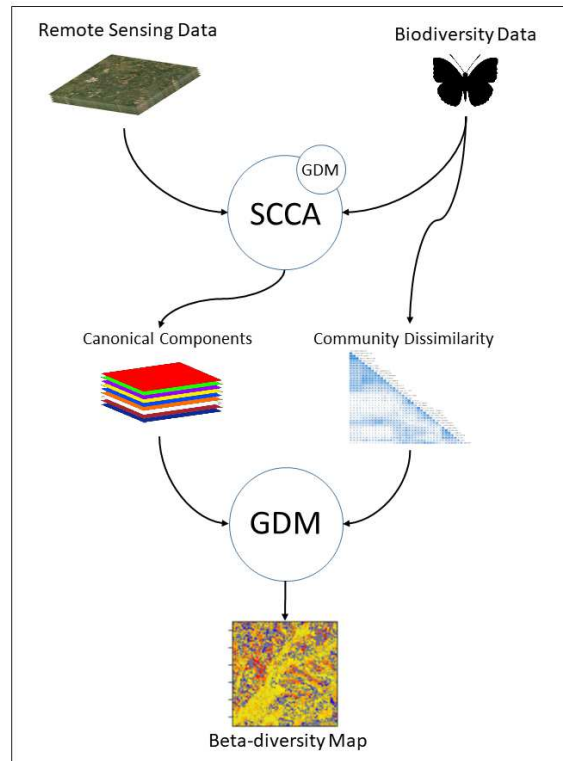 Remote Sensing Data
Biodiversity Data
GDM
SCCA
Canonical Components
Community Dissimilarity
GDM
Beta-diversity Map